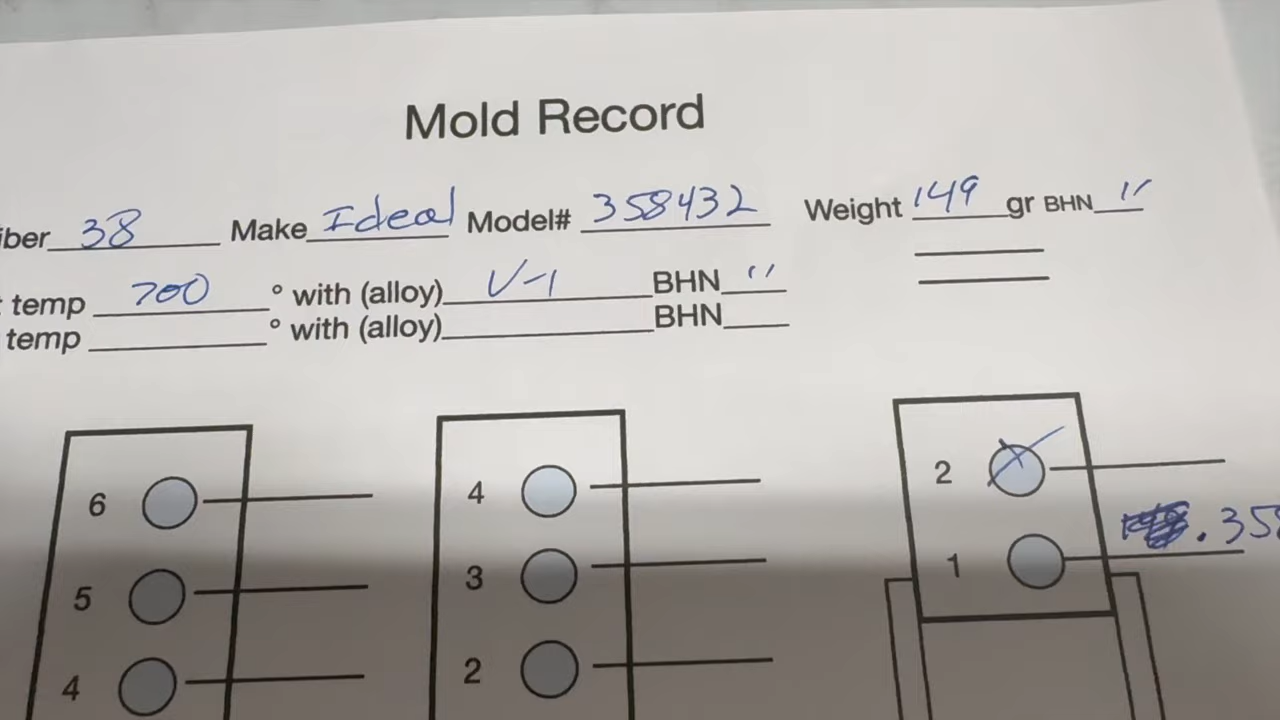 Mold Record
iber 38 Make Ideal Model# 358432 Weight 149 gr BHN 11
temp 700 ° with (alloy) V-1 BHN 11
temp ° with (alloy) BHN
6 4 2
5 3 1 .358
4 2